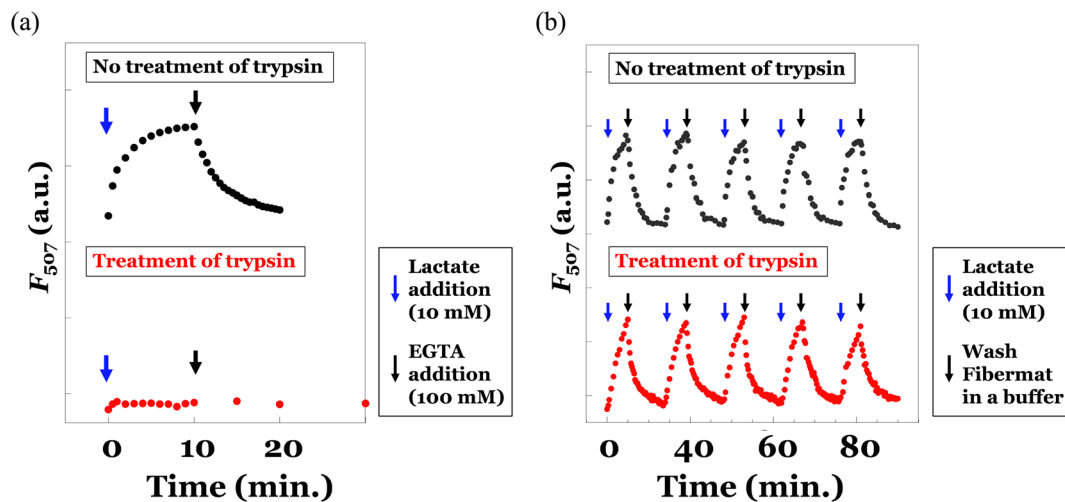 (a)
No treatment of trypsin
Treatment of trypsin
F507 (a.u.)
0 10 20
Time (min.)
Lactate
addition
(10 mM)
EGTA
addition
(100 mM)
(b)
No treatment of trypsin
Treatment of trypsin
F507 (a.u.)
0 40 60 80
Time (min.)
Lactate
addition
(10 mM)
Wash
Fibermat
in a buffer